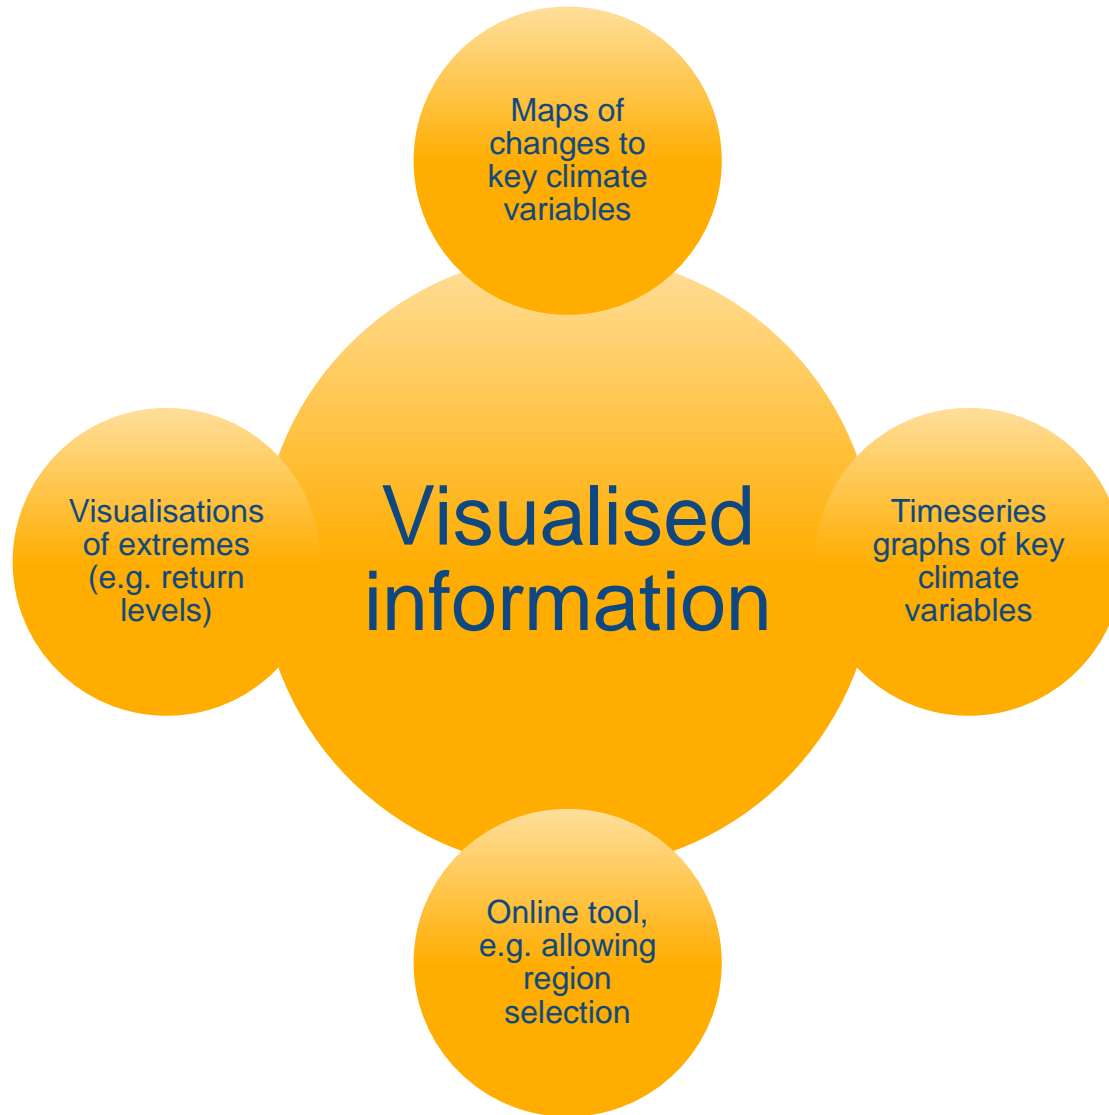 Maps of
changes to
key climate
variables
Visualisations
of extremes
(e.g. return
levels)
Visualised
information
Timeseries
graphs of key
climate
variables
Online tool,
e.g. allowing
region
selection